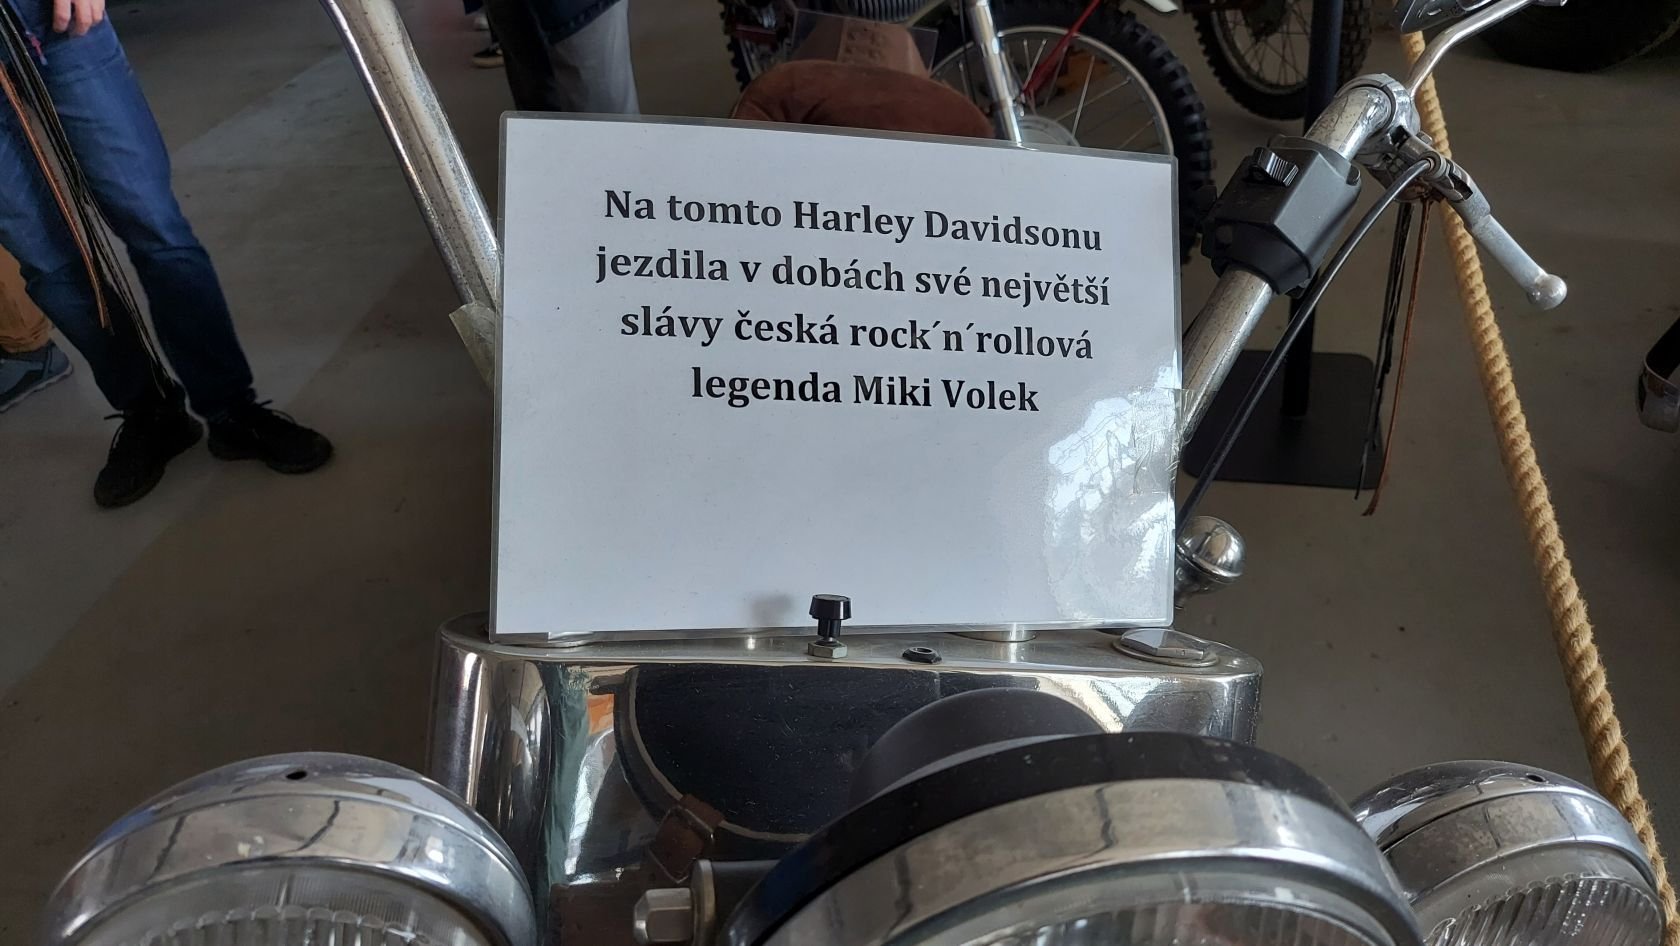 Na tomto Harley Davidsonu
jezdila v dobách své největší
slávy česká rock´n´rollová
legenda Miki Volek